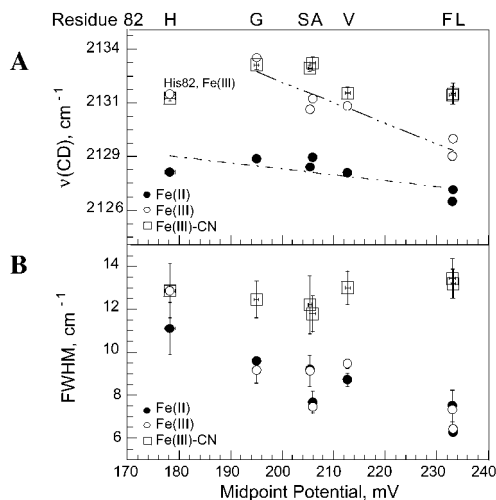 Residue 82 H G S A V F L
A
2134
2131
2129
2126
ν(CD), cm⁻¹
His82, Fe(III)
Fe(II)
Fe(III)
Fe(III)-CN
B
14
12
10
8
6
FWHM, cm⁻¹
Fe(II)
Fe(III)
Fe(III)-CN
170 180 190 200 210 220 230 240
Midpoint Potential, mV